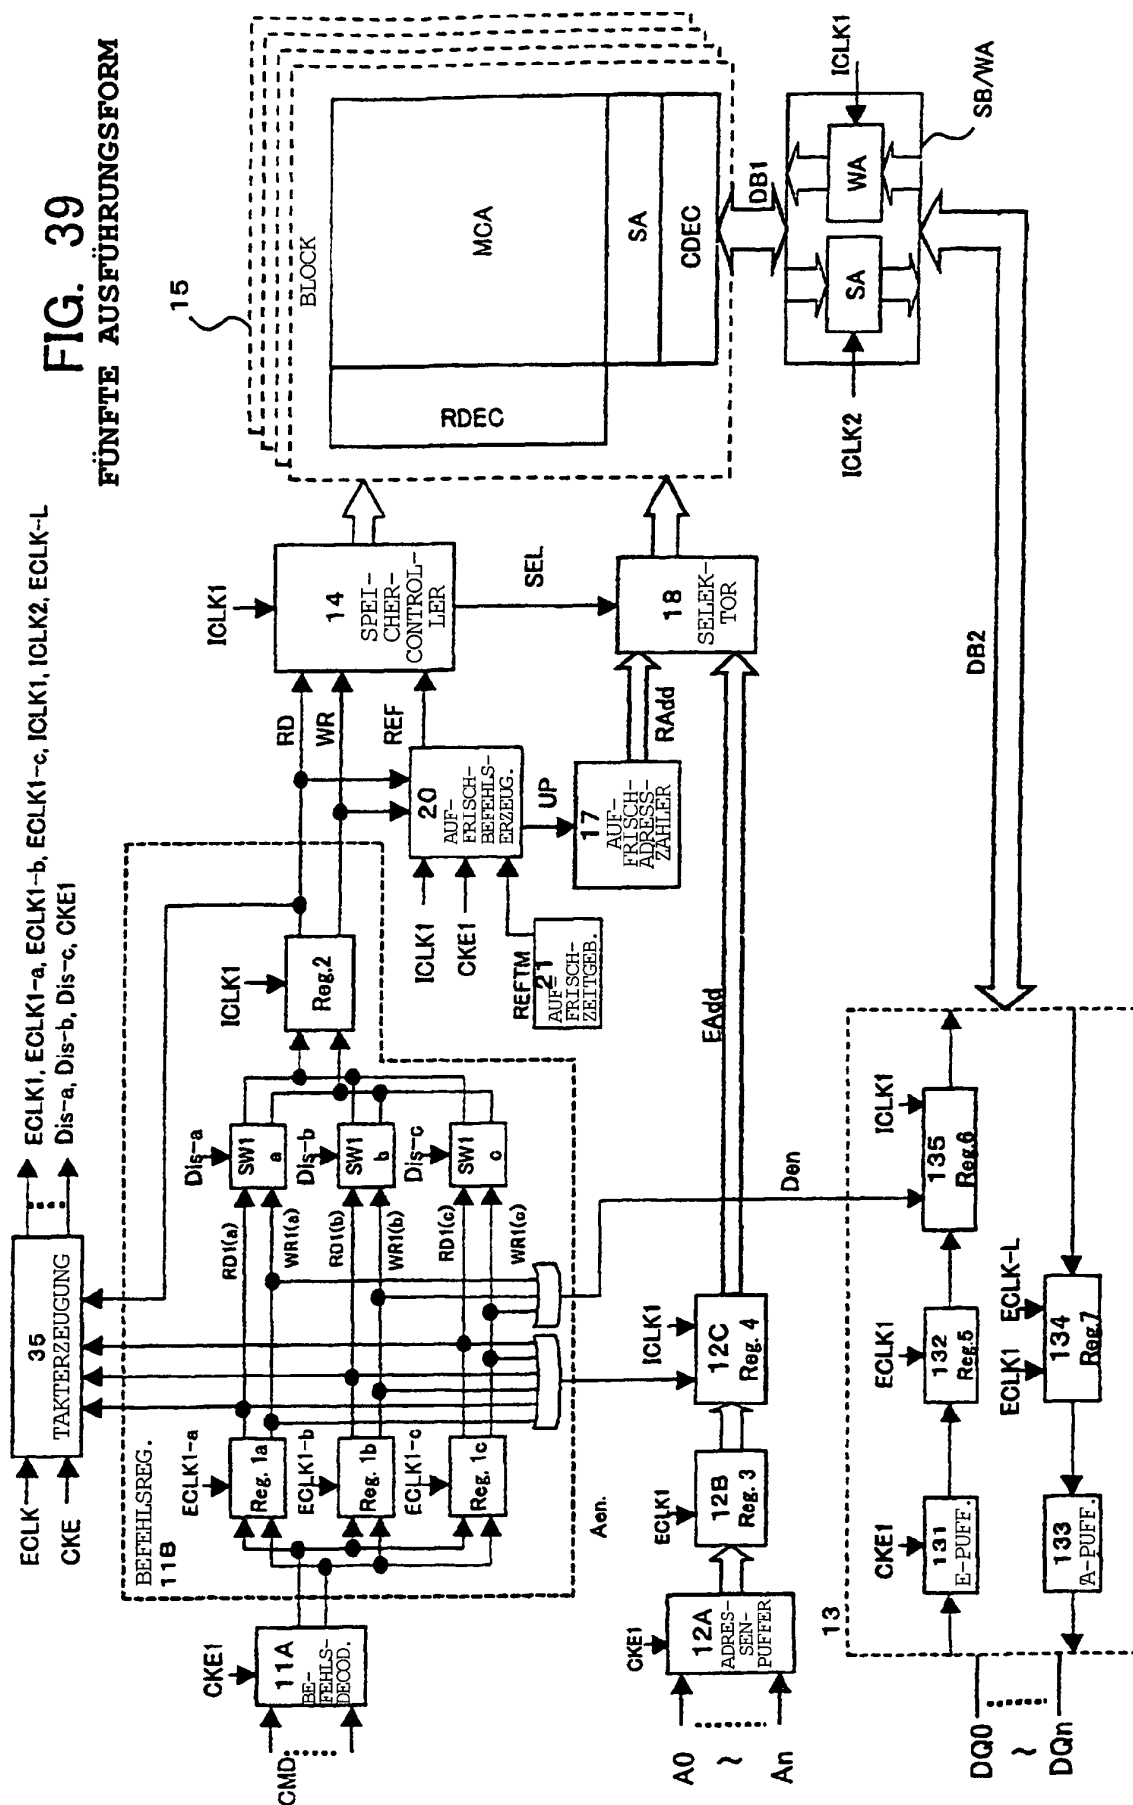 FIG. 39
FÜNFTE AUSFÜHRUNGSFORM
ECLK
CKE
35
TAKTERZEUGUNG
ECLK1, ECLK1-a, ECLK1-b, ECLK1-c, ICLK1, ICLK2, ECLK-L
Dis-a, Dis-b, Dis-c, CKE1
BEFEHLSREG.
11B
CMD
CKE1
11A
BE-
FEHLS-
DECOD.
ECLK1-a
Reg. 1a
ECLK1-b
Reg. 1b
ECLK1-c
Reg. 1c
RD1(a)
WR1(a)
RD1(b)
WR1(b)
RD1(c)
WR1(c)
Dis-a
SW1
a
Dis-b
SW1
b
Dis-c
SW1
c
ICLK1
Reg.2
RD
WR
REF
ICLK1
14
SPEI-
CHER-
CONTROL-
LER
SEL
ICLK1
CKE1
REFTM
20
AUF-
FRISCH-
BEFEHLS-
ERZEUG.
21
AUF-
FRISCH-
ZEITGEB.
UP
17
AUF-
FRISCH-
ADRESS-
ZÄHLER
RAdd
18
SELEK-
TOR
15
BLOCK
MCA
RDEC
SA
CDEC
DB1
ICLK2
SA
WA
ICLK1
SB/WA
DB2
Aen.
Den
EAdd
A0
~
An
CKE1
12A
ADRES-
SEN-
PUFFER
ECLK1
12B
Reg. 3
ICLK1
12C
Reg. 4
13
DQ0
~
DQn
CKE1
131
E-PUFF.
ECLK1
132
Reg.5
ICLK1
135
Reg.6
133
A-PUFF.
ECLK1
ECLK-L
134
Reg.7